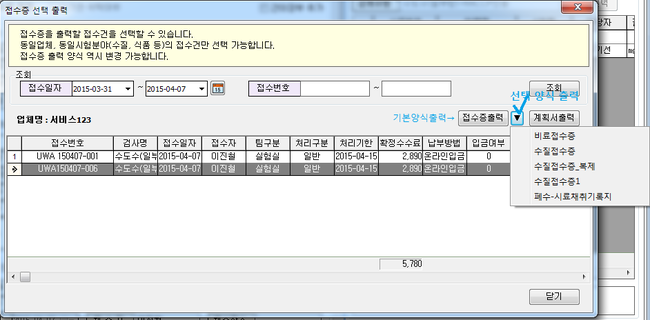 접수증 선택 출력
접수증을 출력할 접수건을 선택할 수 있습니다.
동일업체, 동일시험분야(수질, 식품 등)의 접수건만 선택 가능합니다.
접수증 출력 양식 역시 변경 가능합니다.
조회
접수일자 2015-03-31 ~ 2015-04-07 15 접수번호 ~ 조회
선택 양식 출력
업체명 : 서비스123 기본양식출력→ 접수증출력 ▼ 계획서출력
접수번호 검사명 접수일자 접수자 팀구분 처리구분 처리기한 확정수수료 납부방법 입금여부
1 UWA 150407-001 수도수(일부 2015-04-07 이진철 실험실 일반 2015-04-15 2,890 온라인입금 0
UWA150407-006 수도수(일부 2015-04-07 이진철 실험실 일반 2015-04-15 2,890 온라인입금 0
비료접수증
수질접수증
수질접수증_복제
수질접수증1
폐수-시료채취기록지
5,780
닫기